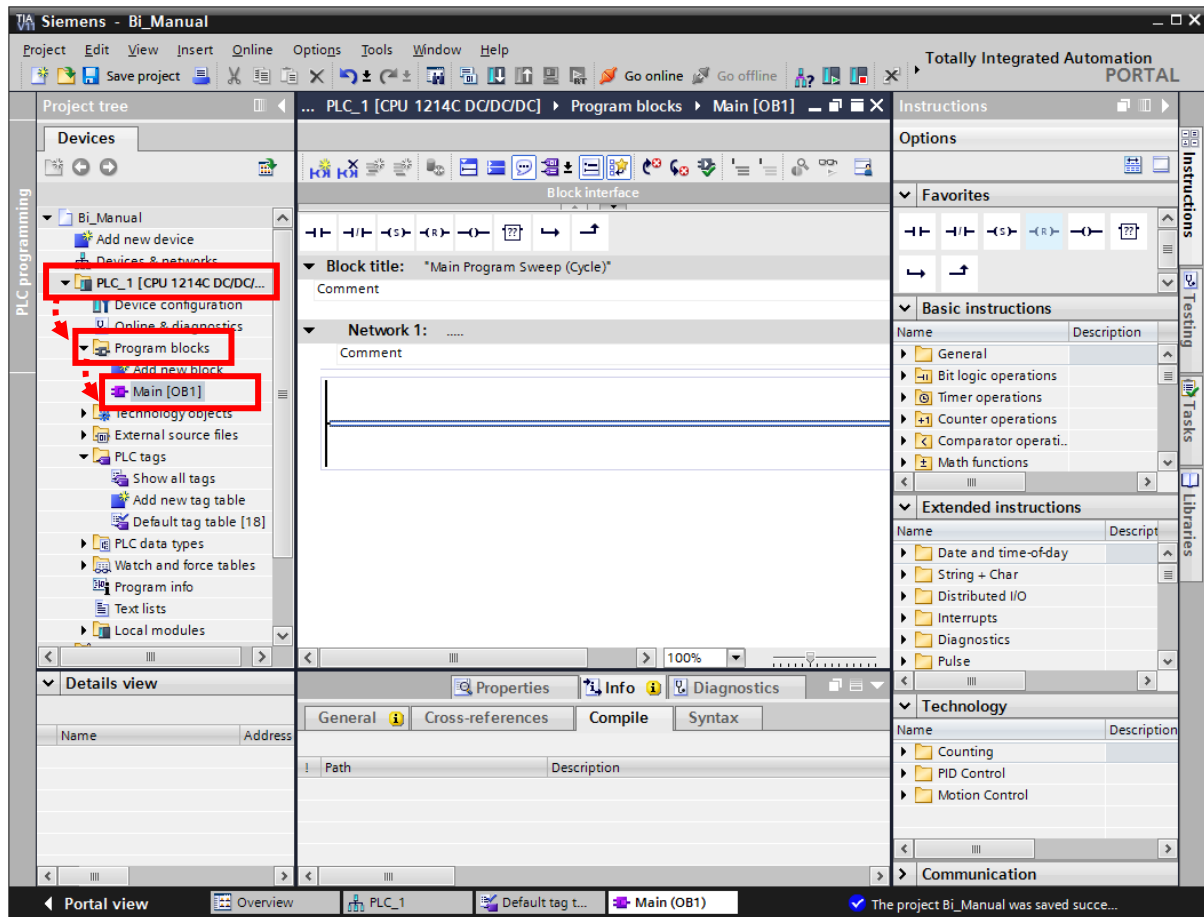 Siemens - Bi_Manual
Project Edit View Insert Online Options Tools Window Help
Totally Integrated Automation
PORTAL
Save project Go online Go offline
Project tree
Devices
PLC programming
Bi_Manual
Add new device
Devices & networks
PLC_1 [CPU 1214C DC/DC/...
Device configuration
Online & diagnostics
Program blocks
Add new block
Main [OB1]
Technology objects
External source files
PLC tags
Show all tags
Add new tag table
Default tag table [18]
PLC data types
Watch and force tables
Program info
Text lists
Local modules
Details view
Name Address
... PLC_1 [CPU 1214C DC/DC/DC] Program blocks Main [OB1]
Block interface
Block title: "Main Program Sweep (Cycle)"
Comment
Network 1: .....
Comment
100%
Properties Info Diagnostics
General Cross-references Compile Syntax
! Path Description
Instructions
Options
Favorites
Basic instructions
Name Description
General
Bit logic operations
Timer operations
Counter operations
Comparator operati..
Math functions
Extended instructions
Name Descript
Date and time-of-day
String + Char
Distributed I/O
Interrupts
Diagnostics
Pulse
Technology
Name Description
Counting
PID Control
Motion Control
Communication
Instructions
Testing
Tasks
Libraries
Portal view Overview PLC_1 Default tag t... Main (OB1) The project Bi_Manual was saved succe...